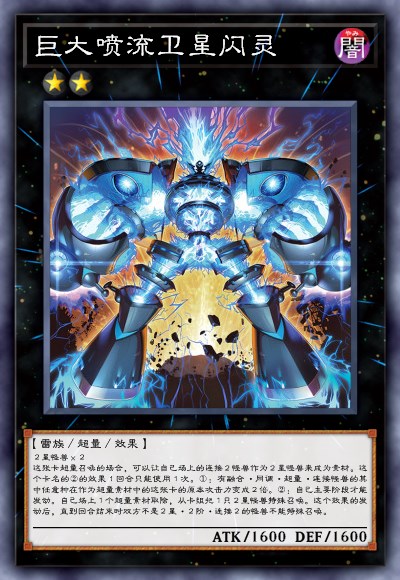 巨大喷流卫星闪灵
やみ
闇
【雷族／超量／效果】
2星怪兽×2
这张卡超量召唤的场合，可以让自己场上的连接2怪兽作为2星怪兽来成为素材。这
个卡名的②的效果1回合只能使用1次。①：有融合·同调·超量·连接怪兽的其
中任意种在作为超量素材中的这张卡的原本攻击力变成2倍。②：自己主要阶段才能
发动。自己场上1个超量素材取除，从卡组把1只2星怪兽特殊召唤。这个效果的发
动后，直到回合结束时双方不是2星·2阶·连接2的怪兽不能特殊召唤。
ATK/1600 DEF/1600